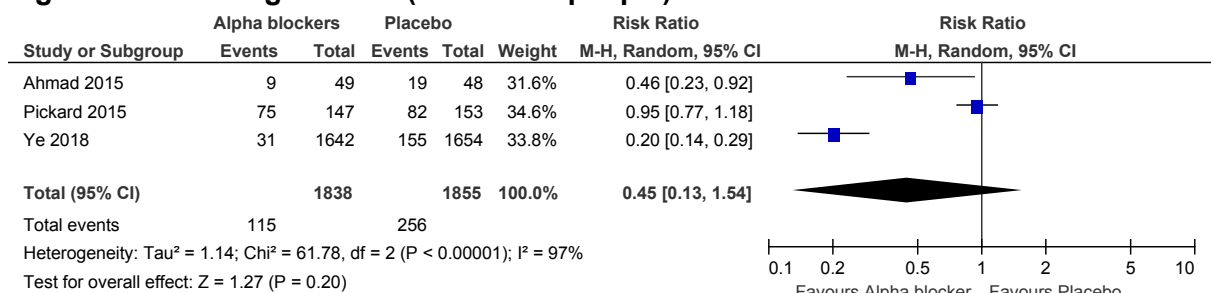 Alpha blockers Placebo Risk Ratio Risk Ratio
Study or Subgroup Events Total Events Total Weight M-H, Random, 95% CI M-H, Random, 95% CI
Ahmad 2015 9 49 19 48 31.6% 0.46 [0.23, 0.92]
Pickard 2015 75 147 82 153 34.6% 0.95 [0.77, 1.18]
Ye 2018 31 1642 155 1654 33.8% 0.20 [0.14, 0.29]
Total (95% CI) 1838 1855 100.0% 0.45 [0.13, 1.54]
Total events 115 256
Heterogeneity: Tau² = 1.14; Chi² = 61.78, df = 2 (P < 0.00001); I² = 97%
Test for overall effect: Z = 1.27 (P = 0.20)
0.1 0.2 0.5 1 2 5 10
Favours Alpha blocker Favours Placebo